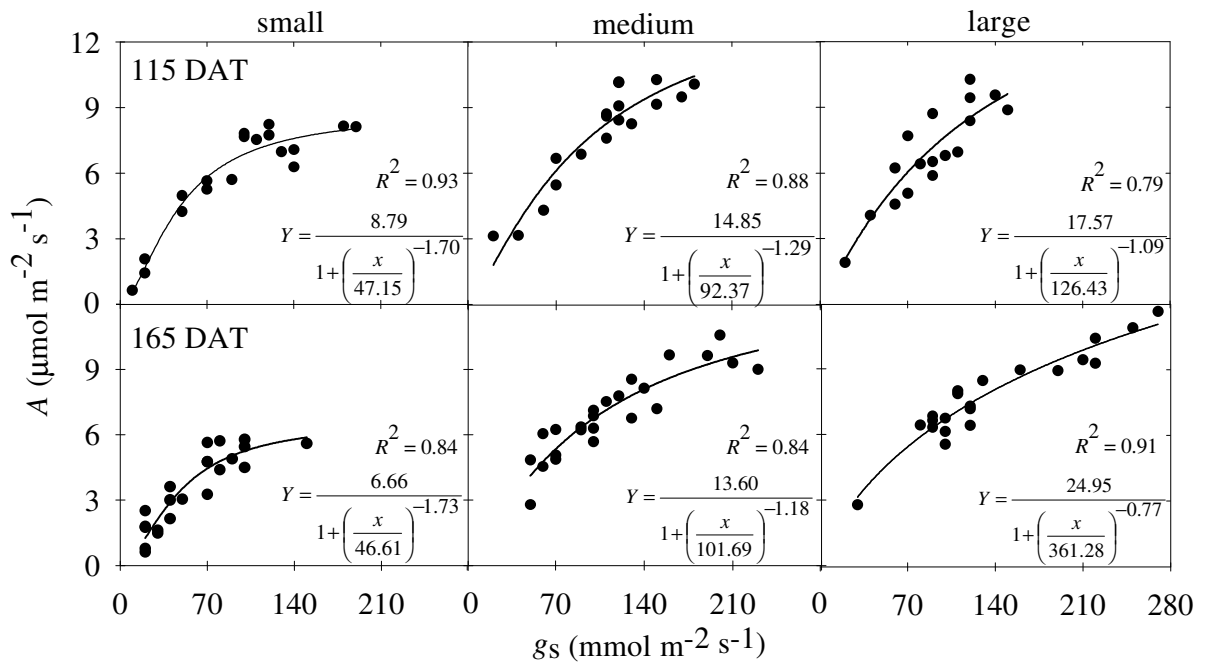 small medium large
12
115 DAT
9
6
R² = 0.93
R² = 0.88
R² = 0.79
Y = 8.79 / 1+(x/47.15)^−1.70
Y = 14.85 / 1+(x/92.37)^−1.29
Y = 17.57 / 1+(x/126.43)^−1.09
3
0
A (μmol m-2 s-1)
165 DAT
9
6
R² = 0.84
R² = 0.84
R² = 0.91
Y = 6.66 / 1+(x/46.61)^−1.73
Y = 13.60 / 1+(x/101.69)^−1.18
Y = 24.95 / 1+(x/361.28)^−0.77
3
0
0 70 140 210 0 70 140 210 0 70 140 210 280
gs (mmol m-2 s-1)